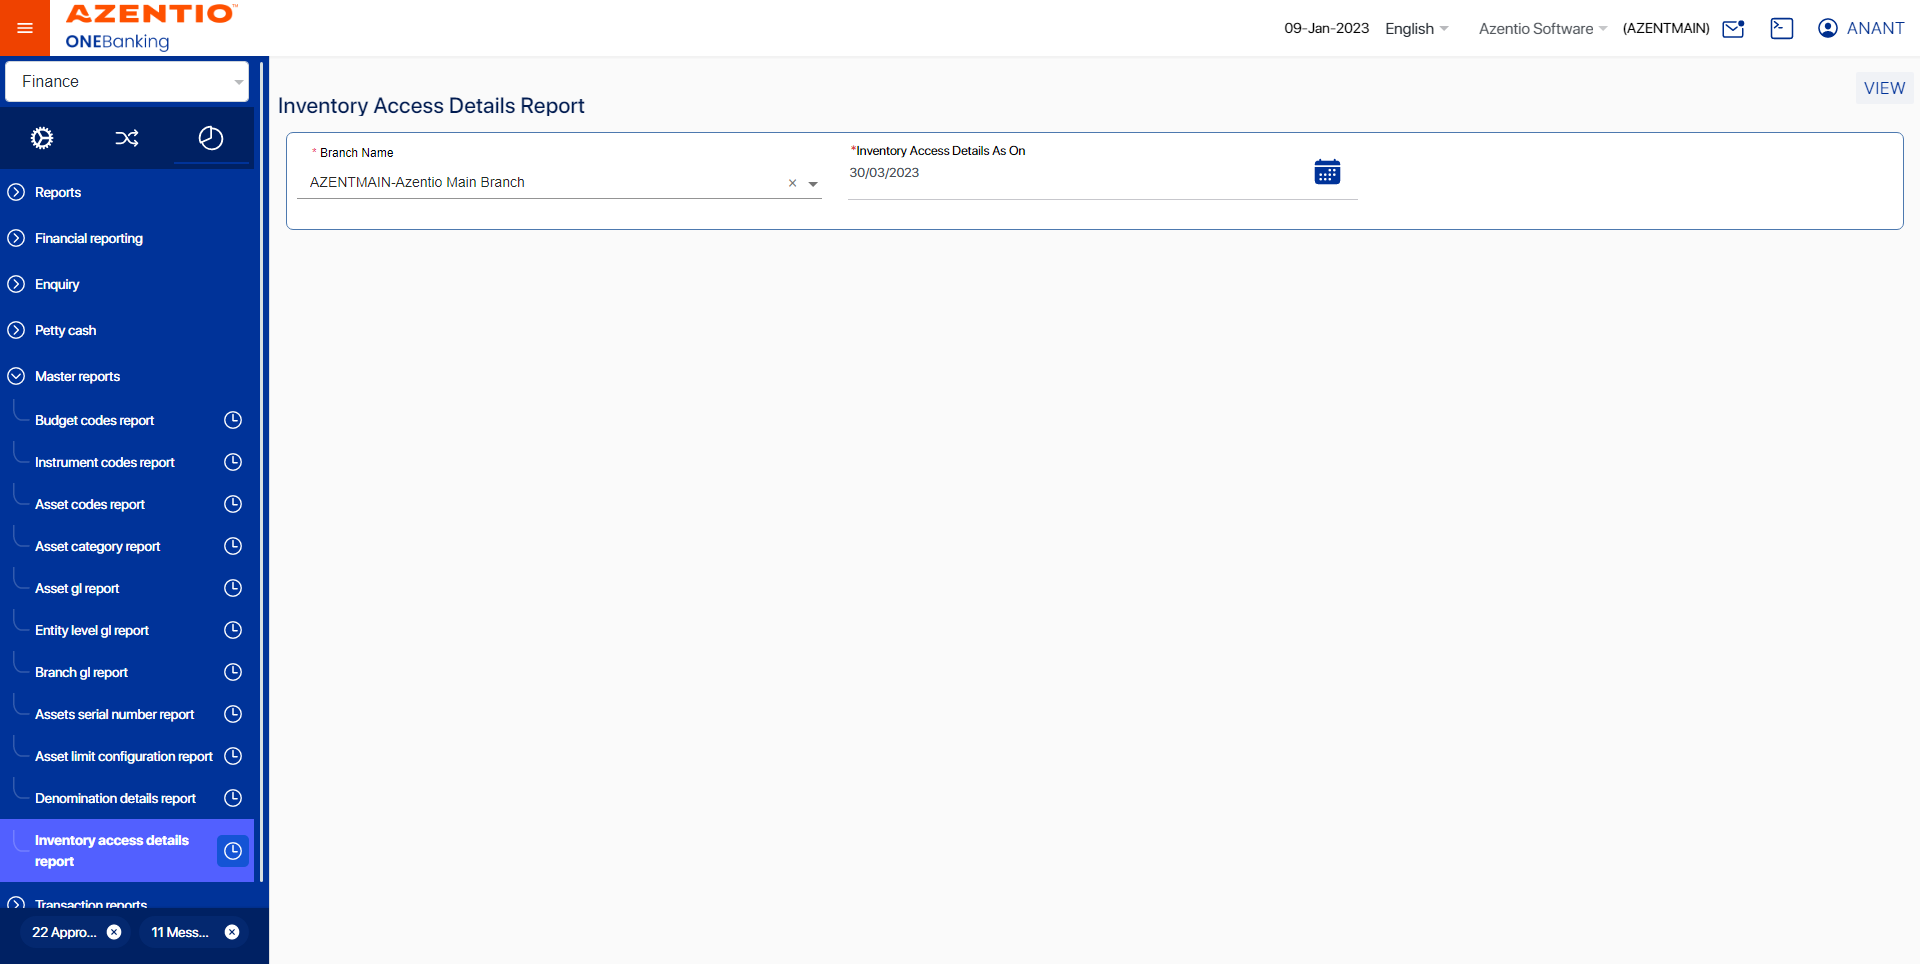 AZENTIO™
ONEBanking
09-Jan-2023 English Azentio Software (AZENTMAIN) ANANT
Finance
VIEW
Inventory Access Details Report
* Branch Name
AZENTMAIN-Azentio Main Branch
*Inventory Access Details As On
30/03/2023
Reports
Financial reporting
Enquiry
Petty cash
Master reports
Budget codes report
Instrument codes report
Asset codes report
Asset category report
Asset gl report
Entity level gl report
Branch gl report
Assets serial number report
Asset limit configuration report
Denomination details report
Inventory access details
report
Transaction reports
22 Appro... 11 Mess...